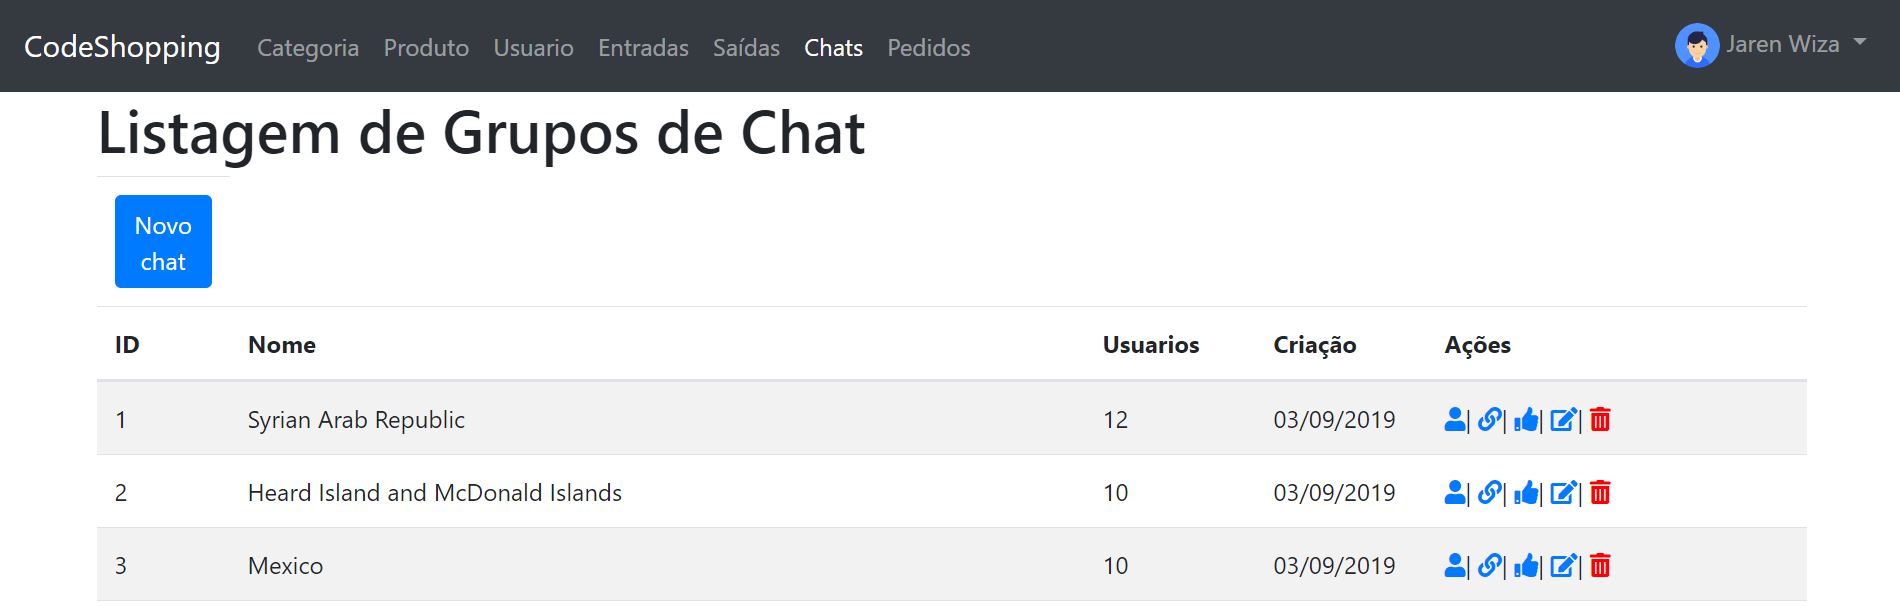 CodeShopping Categoria Produto Usuario Entradas Saídas Chats Pedidos Jaren Wiza
Listagem de Grupos de Chat
Novo
chat
ID Nome Usuarios Criação Ações
1 Syrian Arab Republic 12 03/09/2019 | | | |
2 Heard Island and McDonald Islands 10 03/09/2019 | | | |
3 Mexico 10 03/09/2019 | | | |